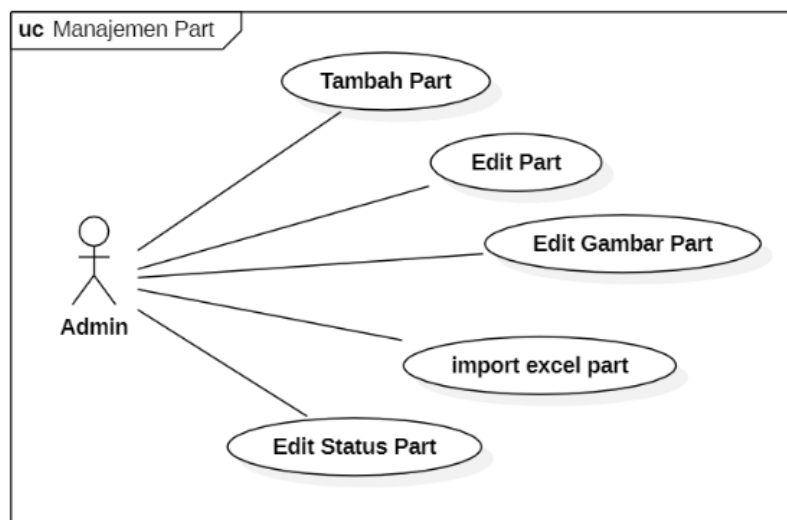 uc Manajemen Part
Tambah Part
Edit Part
Edit Gambar Part
Admin
import excel part
Edit Status Part